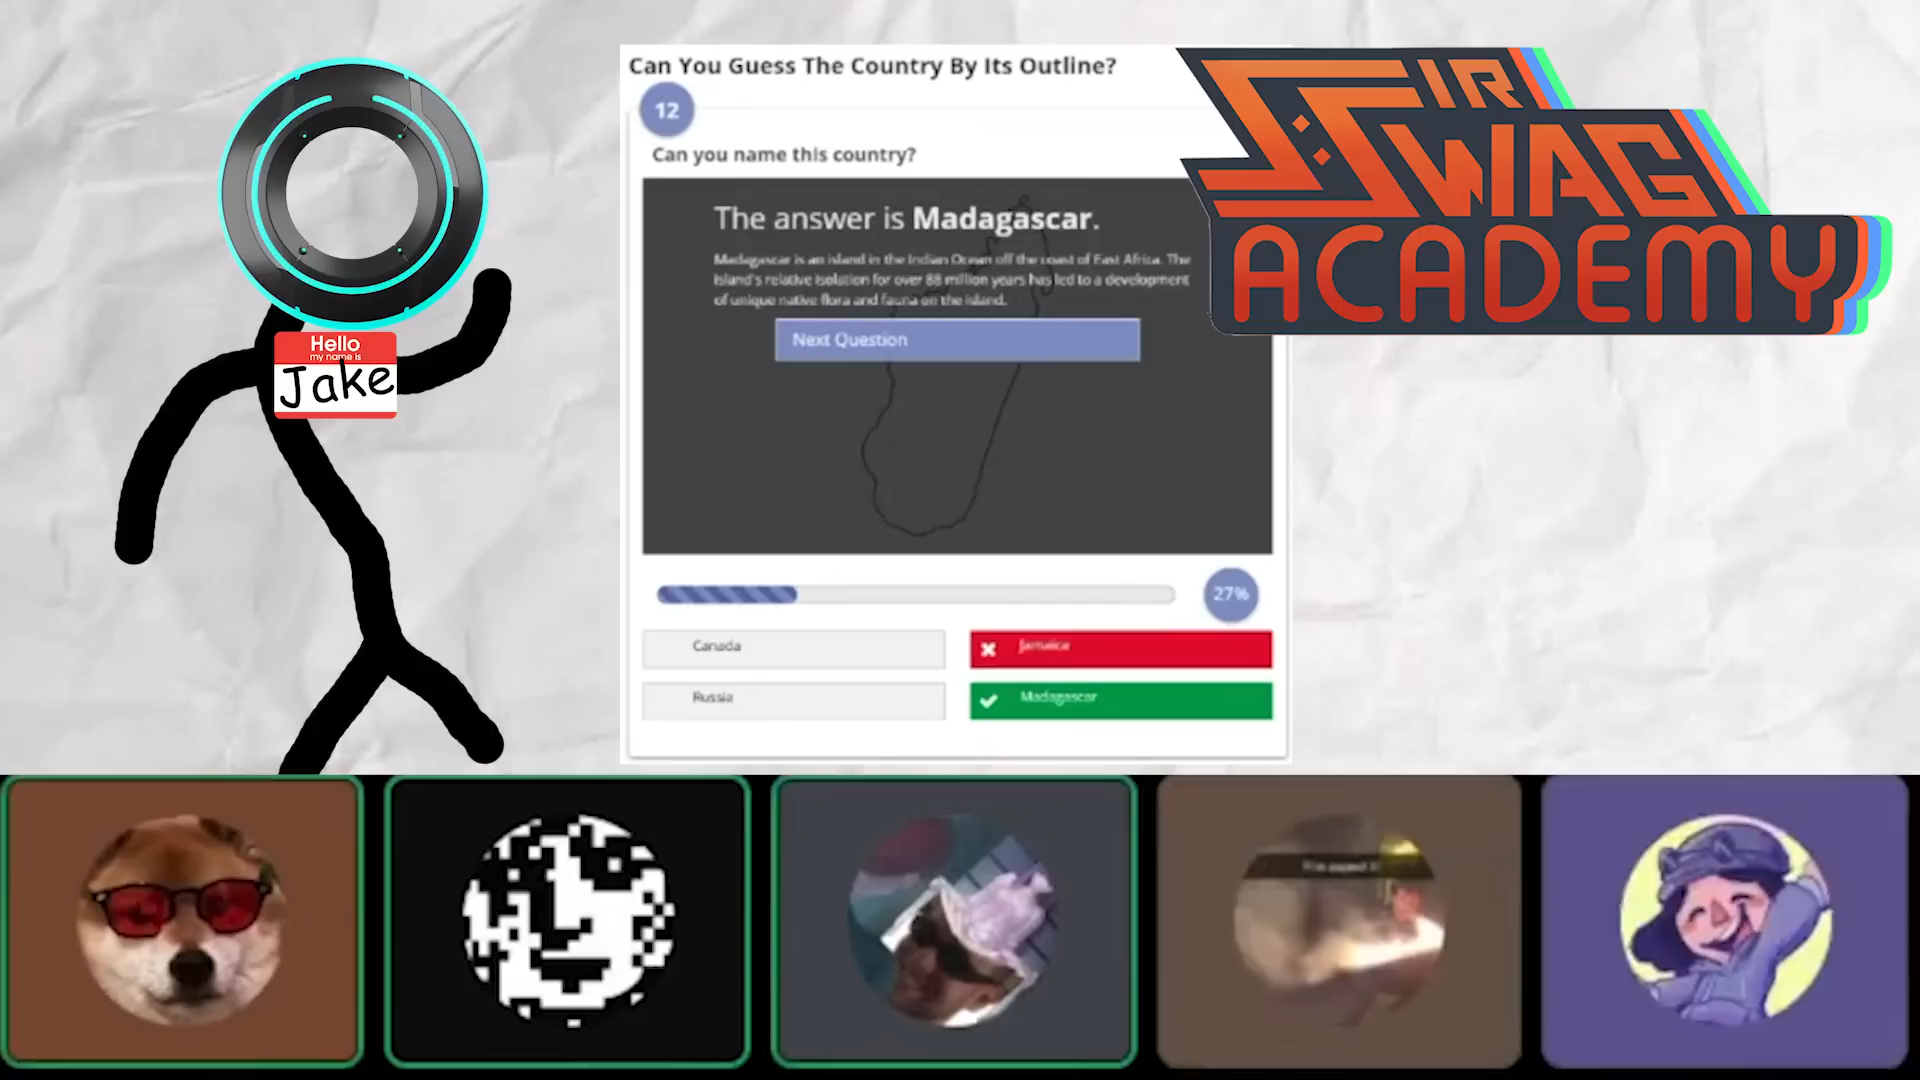 Can You Guess The Country By Its Outline?
12
Can you name this country?
The answer is Madagascar.
Madagascar is an island in the Indian Ocean off the coast of East Africa. The
island's relative isolation for over 88 million years has led to a development
of unique native flora and fauna on the island.
Next Question
27%
Canada
Jamaica
Russia
Madagascar
SIR
SWAG
ACADEMY
Hello
my name is
Jake